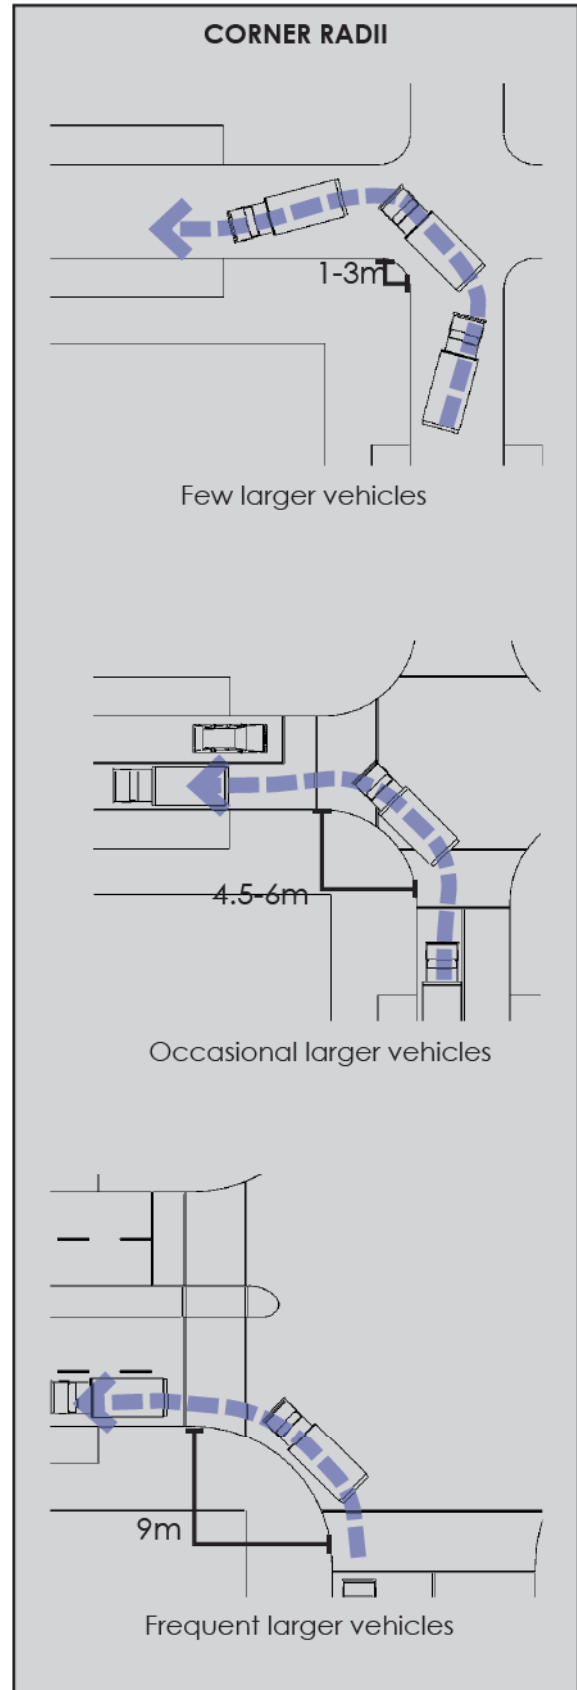 CORNER RADII
1-3m
Few larger vehicles
4.5-6m
Occasional larger vehicles
9m
Frequent larger vehicles